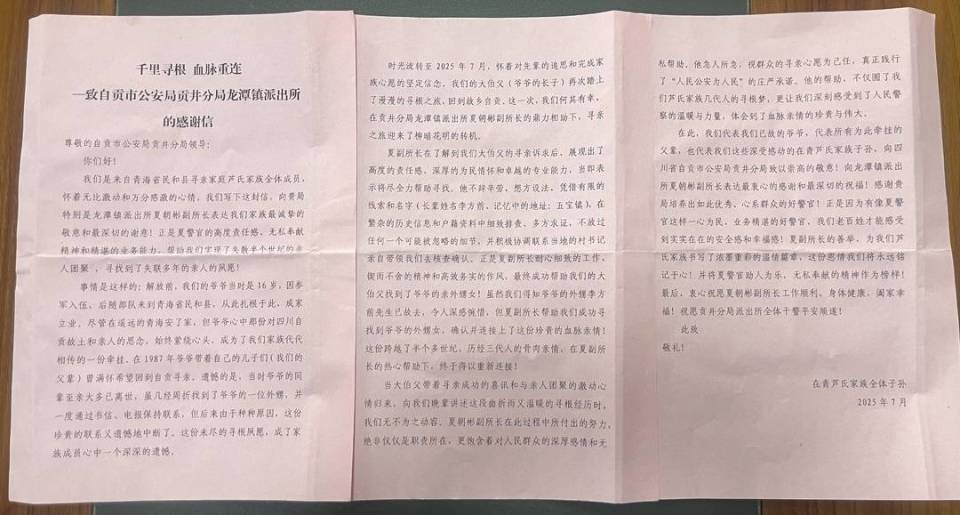 千里寻根 血脉重连
—致自贡市公安局贡井分局龙潭镇派出所
的感谢信
尊敬的自贡市公安局贡井分局领导：
你们好！
我们是来自青海省民和县寻亲家庭芦氏家族全体成员，
怀着无比激动和万分感激的心情，我们写下这封信，向贵局
特别是龙潭镇派出所夏朝彬副所长表达我们家族最诚挚的
敬意和最深切的谢意！正是夏警官的高度责任感、无私奉献
精神和精湛的业务能力，帮助我们实现了失散半个世纪的亲
人团聚，寻找到了失联多年的亲人的夙愿！
事情是这样的：解放前，我们的爷爷当时是 16 岁，因参
军入伍，后随部队来到青海省民和县，从此扎根于此，成家
立业，尽管在遥远的青海安了家，但爷爷心中那份对四川自
贡故土和亲人的思念，始终萦绕心头，成为了我们家族代代
相传的一份牵挂。在 1987 年爷爷带着自己的儿子们（我们的
父辈）曾满怀希望回到自贡寻亲。遗憾的是，当时爷爷的同
辈至亲大多已离世，虽几经周折找到了爷爷的一位外甥，并
一度通过书信、电报保持联系，但后来由于种种原因，这份
珍贵的联系又遗憾地中断了。这份未尽的寻根夙愿，成了家
族成员心中一个深深的遗憾。
时光流转至 2025 年 7 月，怀着对先辈的追思和完成家
族心愿的坚定信念，我们的大伯父（爷爷的长子）再次踏上
了漫漫的寻根之旅，回到故乡自贡。这一次，我们何其有幸，
在贡井分局龙潭镇派出所夏朝彬副所长的鼎力相助下，寻亲
之旅迎来了柳暗花明的转机。
夏副所长在了解到我们大伯父的寻亲诉求后，展现出了
高度的责任感，深厚的为民情怀和卓越的专业能力，当即表
示将尽全力帮助寻找。他不辞辛劳、想方设法，凭借有限的
线索和名字（长辈姓名李方前、记忆中的地址：五宝镇），在
繁杂的历史信息和户籍资料中细致排查、多方求证，不放过
任何一个可能被忽略的细节，并积极协调联系当地的村书记
亲自带领我们去核查确认。正是夏副所长耐心细致的工作，
锲而不舍的精神和高效务实的作风，最终成功帮助我们的大
伯父找到了爷爷的亲外甥女！虽然我们得知爷爷的外甥李方
前先生已故去，令人深感惋惜，但夏副所长帮助我们成功寻
找到爷爷的外甥女，确认并连接上了这份珍贵的血脉亲情！
这份跨越了半个多世纪、历经三代人的骨肉亲情，在夏副所
长的热心帮助下，终于得以重新连接！
当大伯父带着寻亲成功的喜讯和与亲人团聚的激动心
情归来，向我们晚辈讲述这段曲折而又温暖的寻根经历时，
我们无不为之动容。夏副所长在此过程中所付出的努力，
绝非仅仅是职责所在，更饱含着对人民群众的深厚感情和无
私帮助。他急人所急，视群众的寻亲心愿为己任，真正践行
了“人民公安为人民”的庄严承诺。他的帮助，不仅圆了我
们芦氏家族几代人的寻根梦，更让我们深刻感受到了人民警
察的温暖与力量，体会到了血脉亲情的珍贵与伟大。
在此，我们代表我们已故的爷爷，代表所有为此牵挂的
父辈，也代表我们这些深受感动的在青芦氏家族子孙，向四
川省自贡市公安局贡井分局致以崇高的敬意！向龙潭镇派出
所夏朝彬副所长表达最衷心的感谢和最深切的祝福！感谢贵
局培养出如此优秀、心系群众的好警官！正是因为有像夏警
官这样一心为民、业务精湛的好警官，我们老百姓才能感受
到实实在在的安全感和幸福感！夏副所长的善举，为我们芦
氏家族书写了浓墨重彩的温情篇章，这份恩情我们将永远铭
记于心！并将夏警官助人为乐、无私奉献的精神作为榜样！
最后，衷心祝愿夏朝彬副所长工作顺利，身体健康，阖家幸
福！祝愿贡井分局派出所全体干警平安顺遂！
此致
敬礼！
在青芦氏家族全体子孙
2025 年 7 月